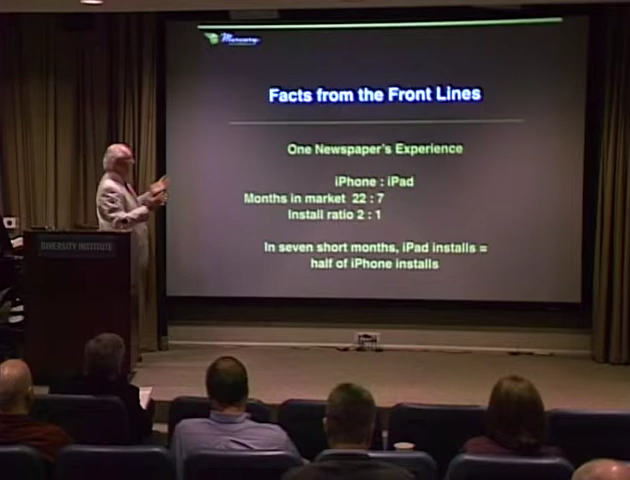 Mercury
Facts from the Front Lines
One Newspaper's Experience
iPhone : iPad
Months in market 22 : 7
Install ratio 2 : 1
In seven short months, iPad installs =
half of iPhone installs
DIVERSITY INSTITUTE